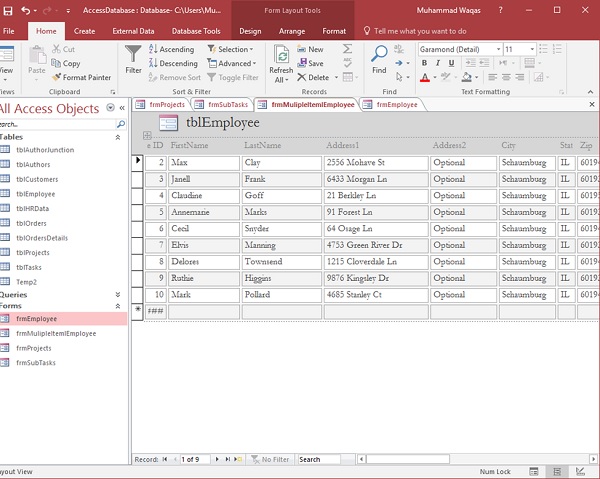 AccessDatabase : Database- C:\Users\Mu... Form Layout Tools Muhammad Waqas ?
File Home Create External Data Database Tools Design Arrange Format Tell me what you want to do
View Paste Cut Copy Format Painter Filter Ascending Descending Remove Sort Selection Advanced Toggle Filter Refresh All New Save Delete Find Garamond (Detail) 11
B I U A
Views Clipboard Sort & Filter Records Find Text Formatting
All Access Objects
Search...
Tables
tblAuthorJunction
tblAuthors
tblCustomers
tblEmployee
tblHRData
tblOrders
tblOrdersDetails
tblProjects
tblTasks
Temp2
Queries
Forms
frmEmployee
frmMulipleItemlEmployee
frmProjects
frmSubTasks
frmProjects frmSubTasks frmMulipleItemlEmployee frmEmployee
tblEmployee
e ID FirstName LastName Address1 Address2 City Stat Zip
2 Max Clay 2556 Mohave St Optional Schaumburg IL 6019
3 Janell Frank 6433 Morgan Ln Optional Schaumburg IL 6019
4 Claudine Goff 21 Berkley Ln Optional Schaumburg IL 6019
5 Annemarie Marks 91 Forest Ln Optional Schaumburg IL 6019
6 Cecil Snyder 64 Osage Ln Optional Schaumburg IL 6019
7 Elvis Manning 4753 Green River Dr Optional Schaumburg IL 6019
8 Delores Townsend 1215 Cloverdale Ln Optional Schaumburg IL 6019
9 Ruthie Higgins 9876 Kingsley Dr Optional Schaumburg IL 6019
10 Mark Pollard 4685 Stanley Ct Optional Schaumburg IL 6019
* ###
Record: 1 of 9 No Filter Search
Layout View Num Lock